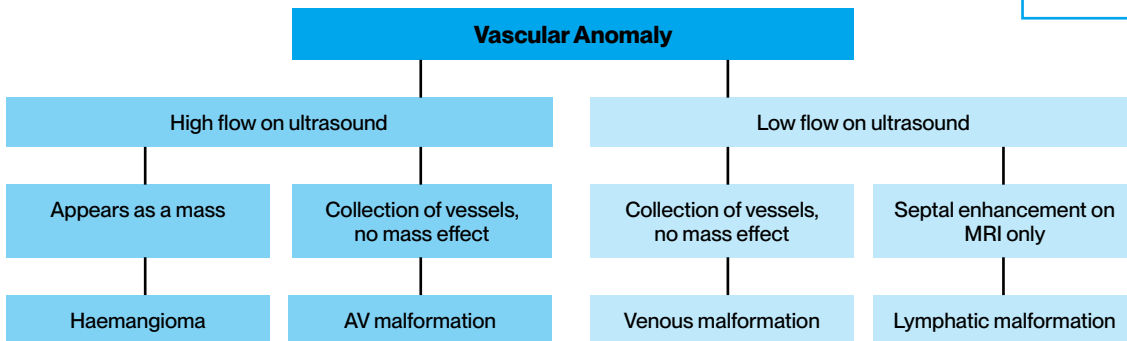 Vascular Anomaly
High flow on ultrasound
Low flow on ultrasound
Appears as a mass
Collection of vessels,
no mass effect
Collection of vessels,
no mass effect
Septal enhancement on
MRI only
Haemangioma
AV malformation
Venous malformation
Lymphatic malformation